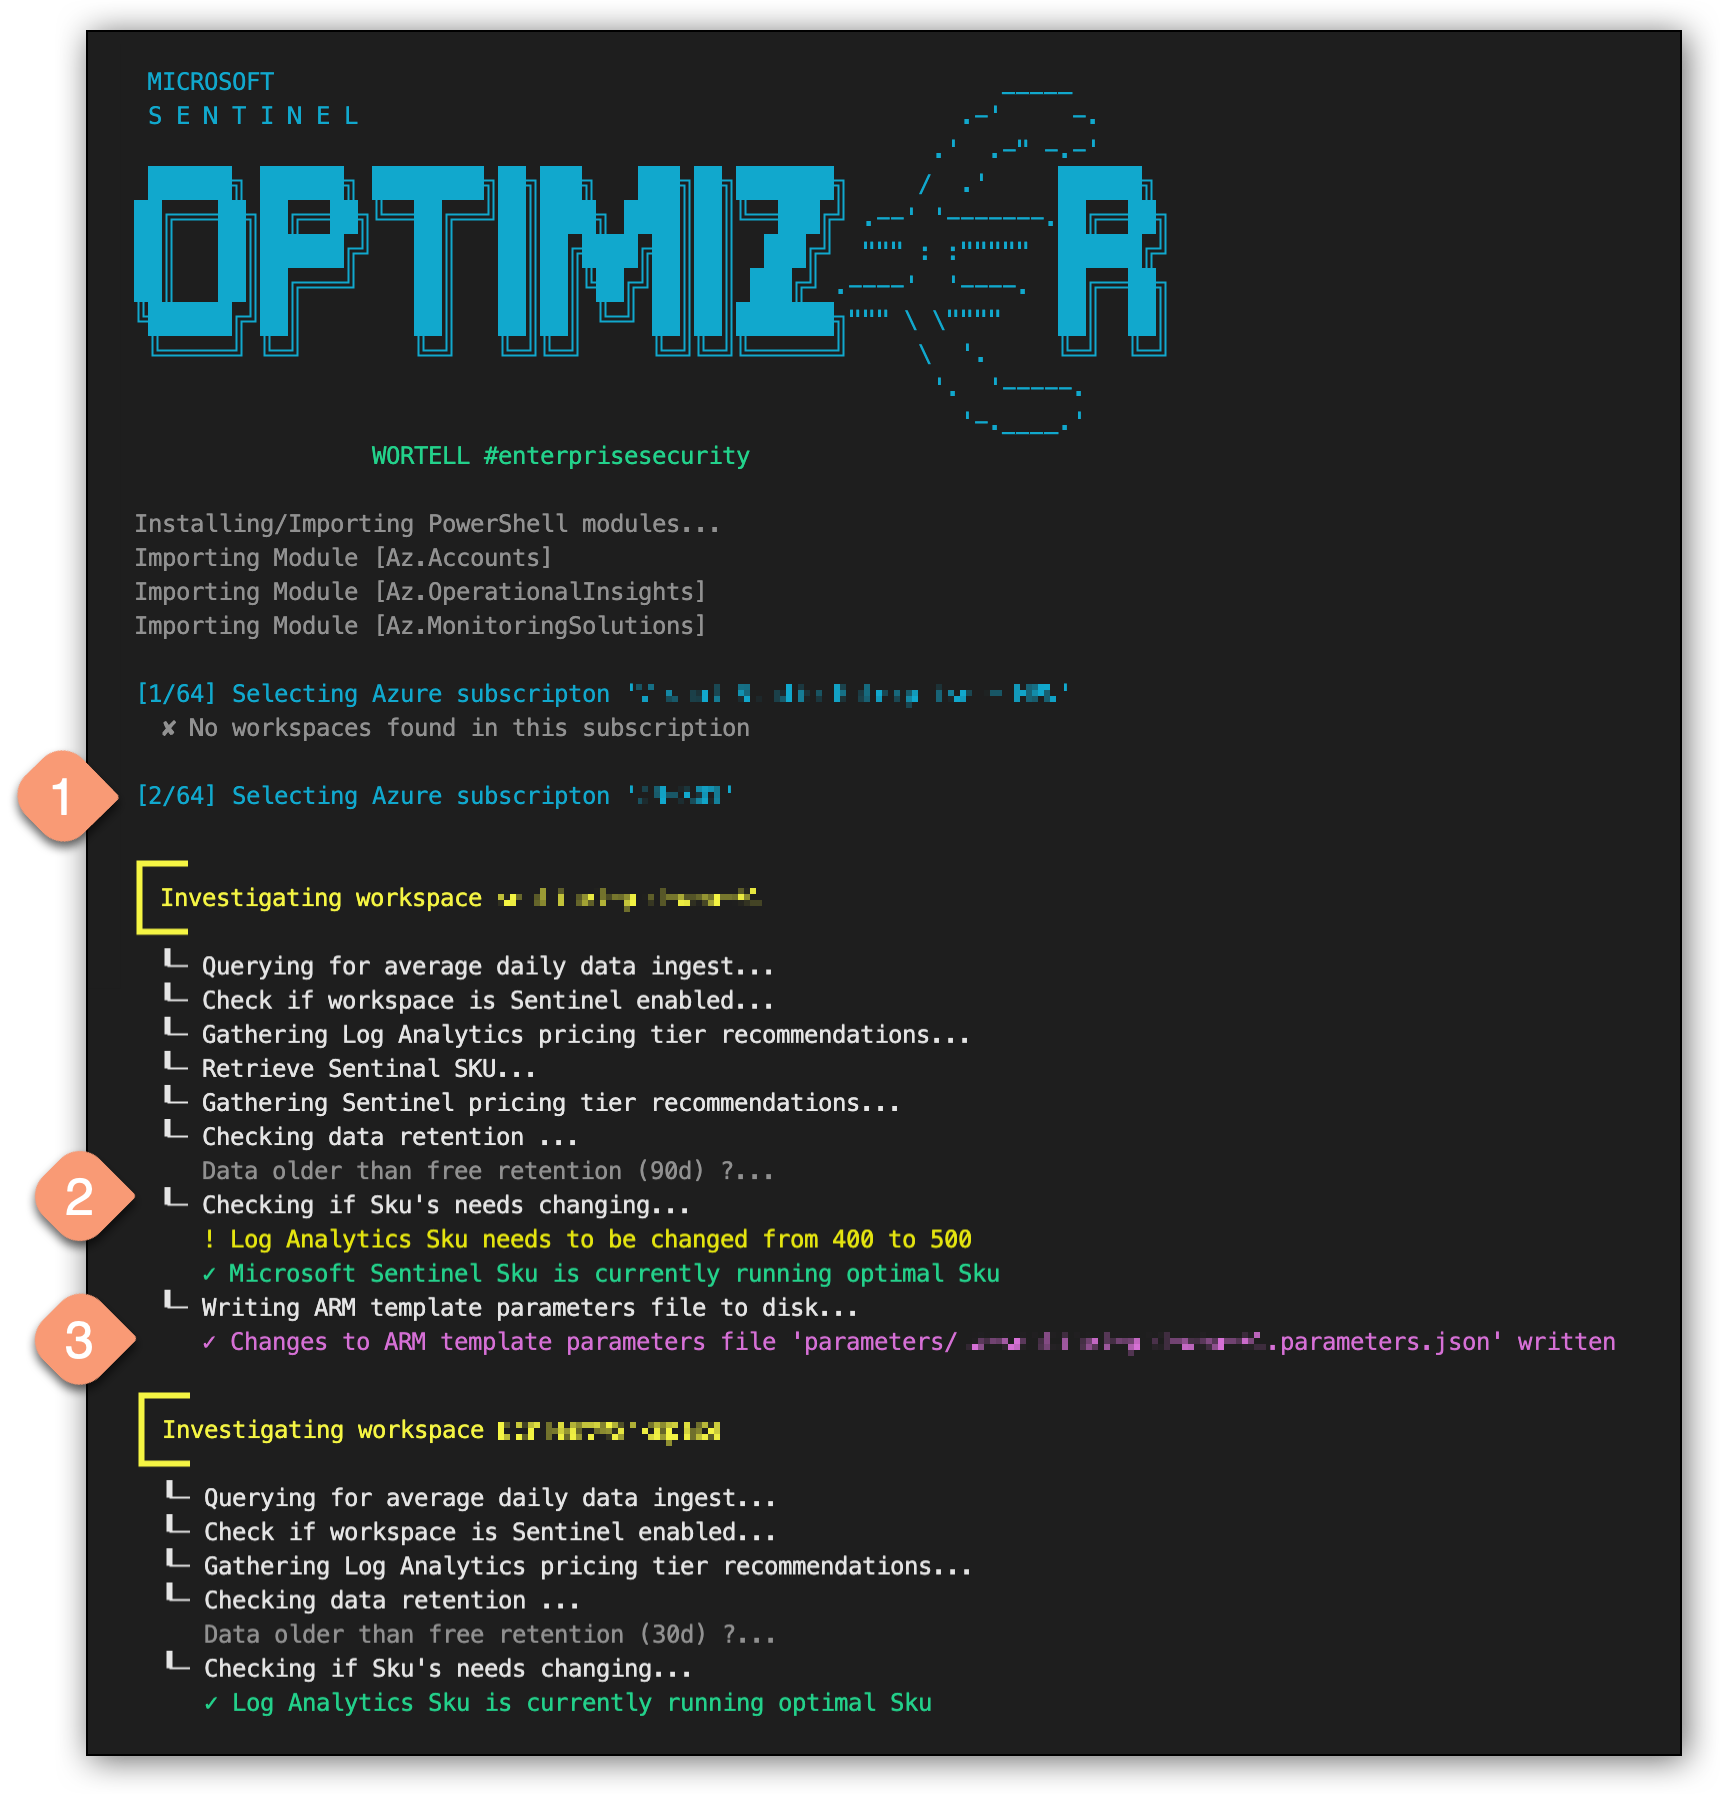 MICROSOFT
S E N T I N E L
OPTIMIZ€R
WORTELL #enterprisesecurity
Installing/Importing PowerShell modules...
Importing Module [Az.Accounts]
Importing Module [Az.OperationalInsights]
Importing Module [Az.MonitoringSolutions]
[1/64] Selecting Azure subscripton ' '
✘ No workspaces found in this subscription
1
[2/64] Selecting Azure subscripton ' '
Investigating workspace
Querying for average daily data ingest...
Check if workspace is Sentinel enabled...
Gathering Log Analytics pricing tier recommendations...
Retrieve Sentinal SKU...
Gathering Sentinel pricing tier recommendations...
Checking data retention ...
Data older than free retention (90d) ?...
2
Checking if Sku's needs changing...
! Log Analytics Sku needs to be changed from 400 to 500
✓ Microsoft Sentinel Sku is currently running optimal Sku
Writing ARM template parameters file to disk...
3
✓ Changes to ARM template parameters file 'parameters/ .parameters.json' written
Investigating workspace
Querying for average daily data ingest...
Check if workspace is Sentinel enabled...
Gathering Log Analytics pricing tier recommendations...
Checking data retention ...
Data older than free retention (30d) ?...
Checking if Sku's needs changing...
✓ Log Analytics Sku is currently running optimal Sku